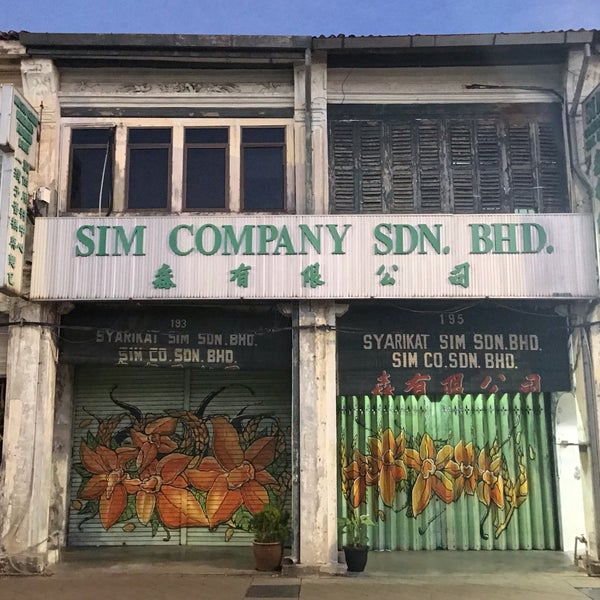 SIM COMPANY SDN. BHD.
森有限公司
193
SYARIKAT SIM SDN.BHD.
SIM CO.SDN.BHD.
195
SYARIKAT SIM SDN.BHD.
SIM CO.SDN.BHD.
森有限公司